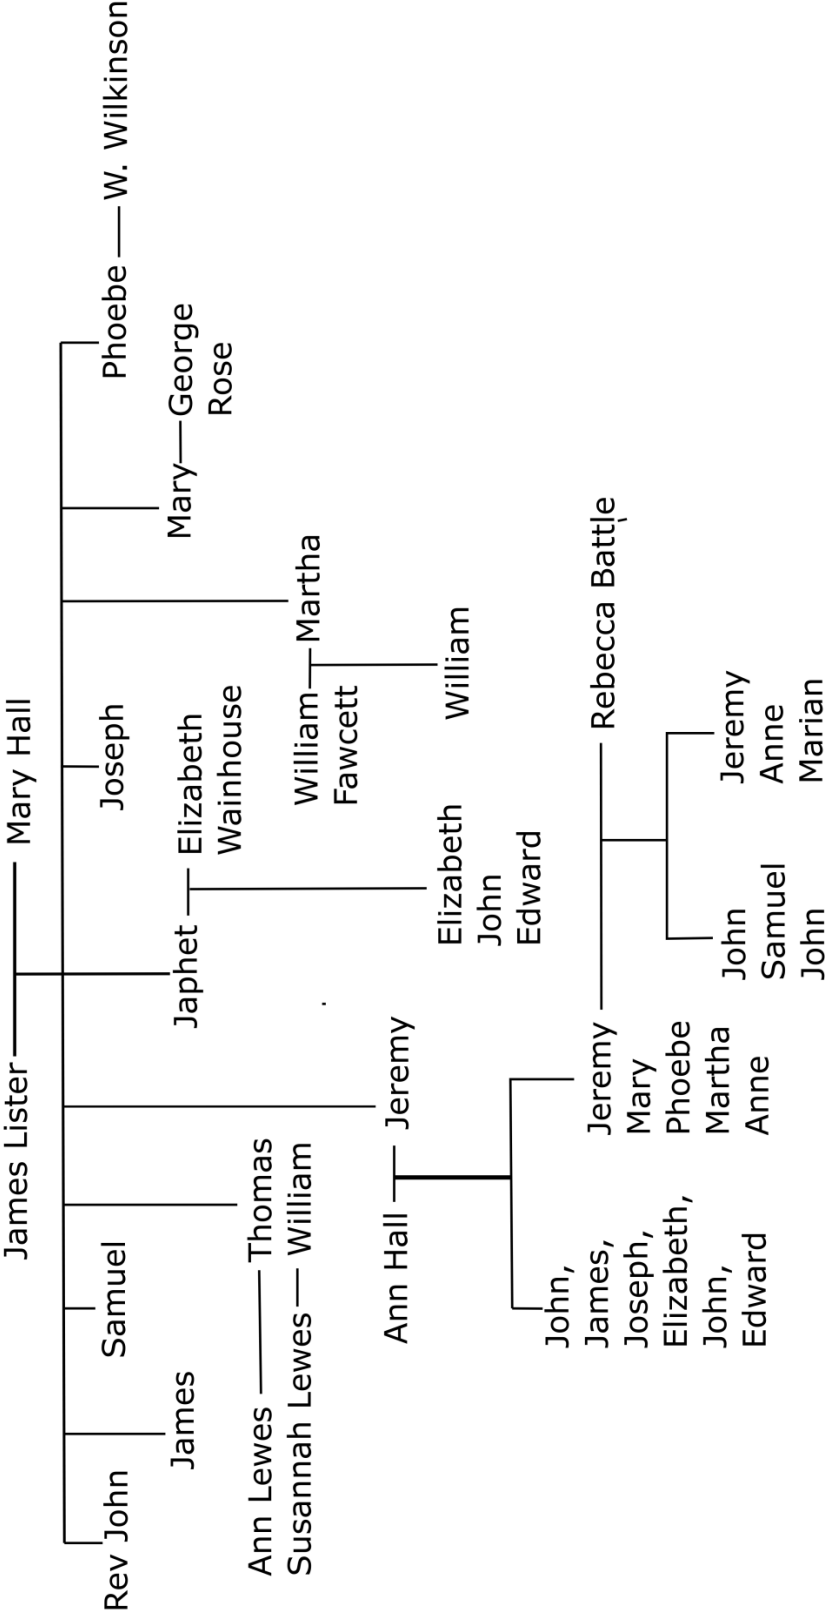 James Lister
Mary Hall
Rev John
Samuel
Joseph
Phoebe
W. Wilkinson
James
Japhet
Elizabeth
Wainhouse
Mary
George
Rose
Ann Lewes
Thomas
Susannah Lewes
William
William
Fawcett
Martha
Ann Hall
Jeremy
Elizabeth
John
Edward
William
John,
James,
Joseph,
Elizabeth,
John,
Edward
Jeremy
Mary
Phoebe
Martha
Anne
Rebecca Battle
John
Samuel
John
Jeremy
Anne
Marian